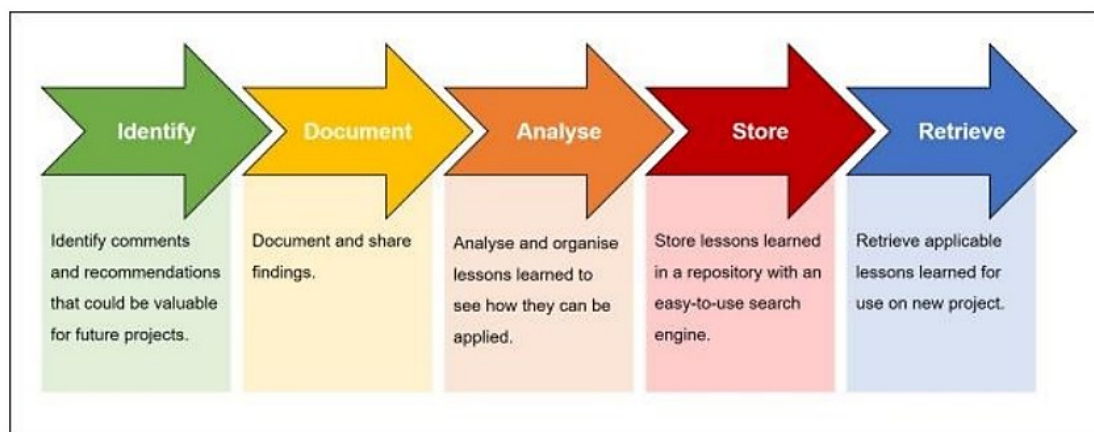 Identify
Document
Analyse
Store
Retrieve
Identify comments
and recommendations
that could be valuable
for future projects.
Document and share
findings.
Analyse and organise
lessons learned to
see how they can be
applied.
Store lessons learned
in a repository with an
easy-to-use search
engine.
Retrieve applicable
lessons learned for
use on new project.